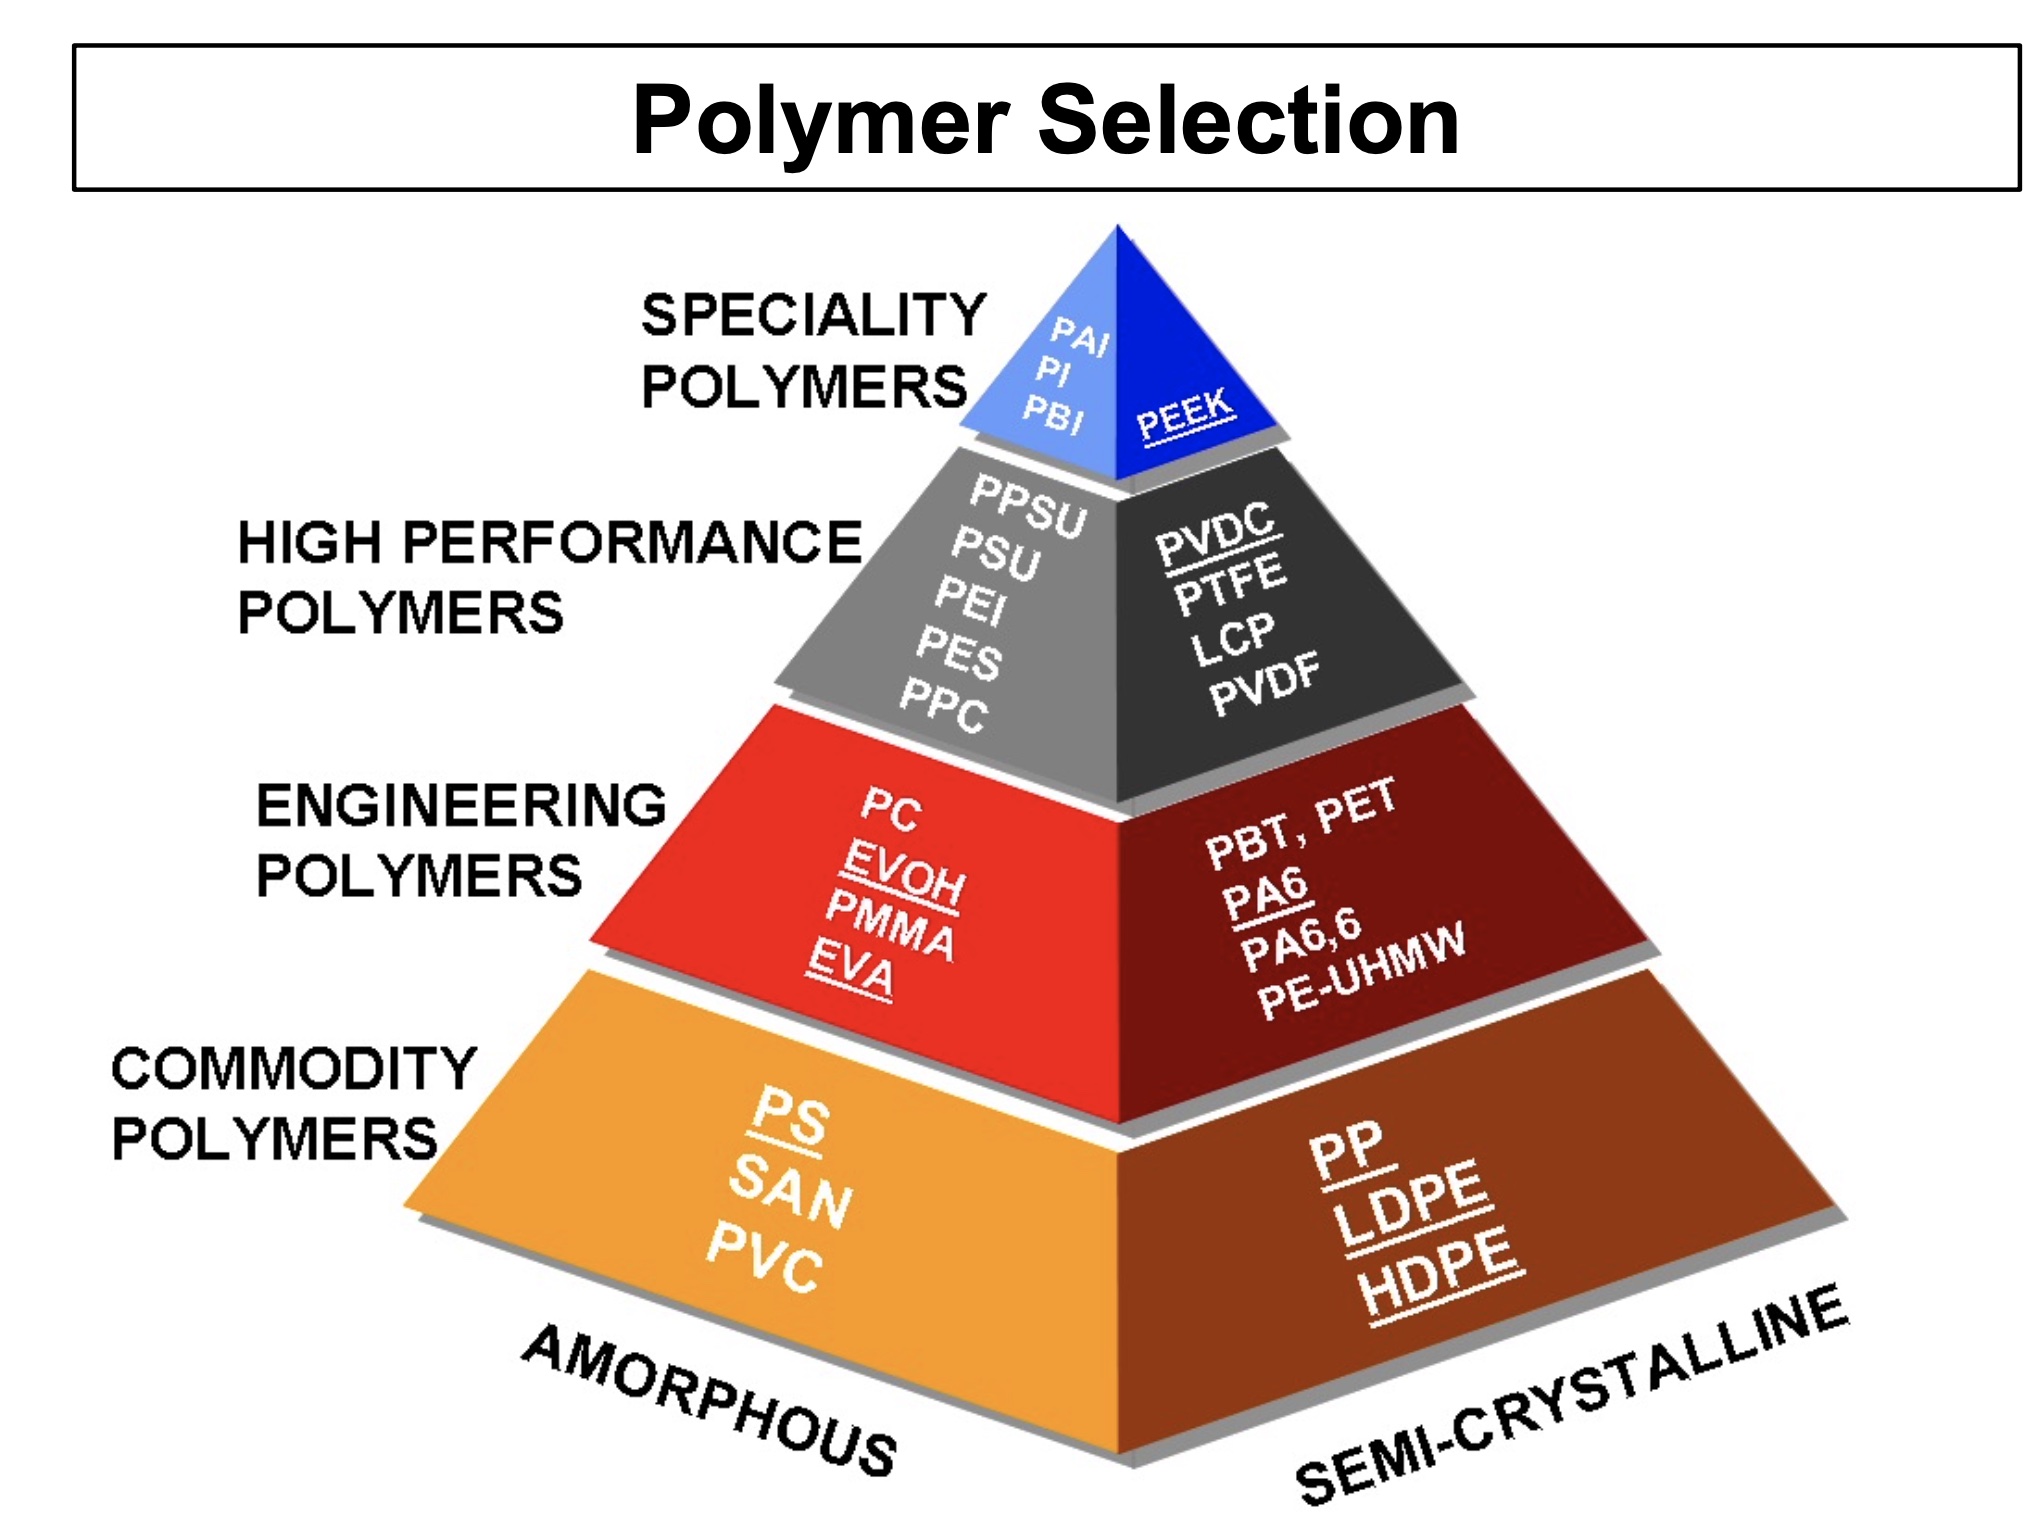 Polymer Selection
SPECIALITY
POLYMERS
PAI
PI
PBI
PEEK
HIGH PERFORMANCE
POLYMERS
PPSU
PSU
PEI
PES
PPC
PVDC
PTFE
LCP
PVDF
ENGINEERING
POLYMERS
PC
EVOH
PMMA
EVA
PBT, PET
PA6
PA6,6
PE-UHMW
COMMODITY
POLYMERS
PS
SAN
PVC
PP
LDPE
HDPE
AMORPHOUS
SEMI-CRYSTALLINE